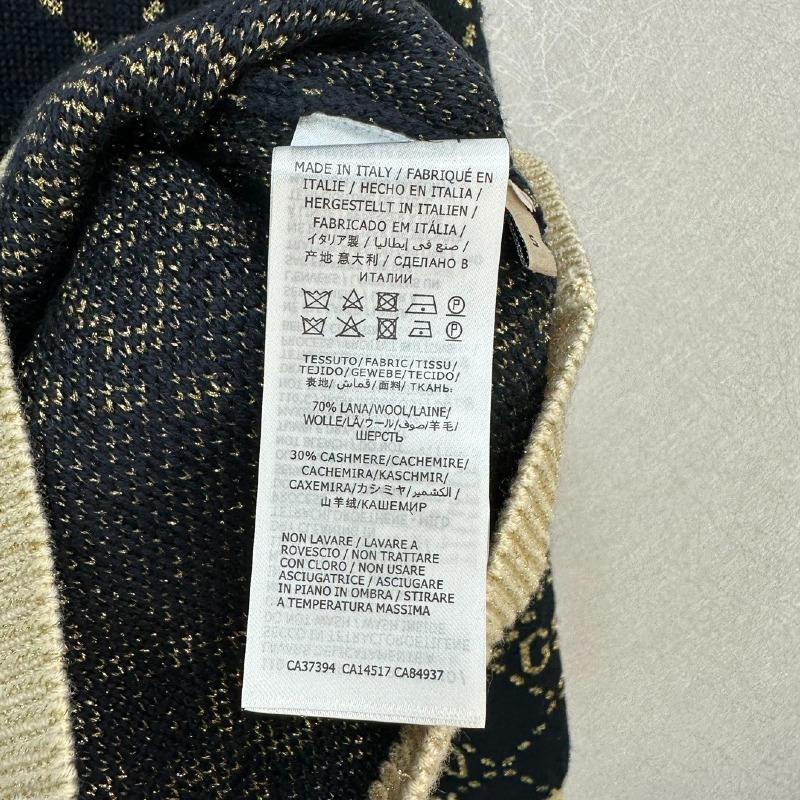 MADE IN ITALY / FABRIQUÉ EN
ITALIE / HECHO EN ITALIA /
HERGESTELLT IN ITALIEN /
FABRICADO EM ITÁLIA /
イタリア製 / صنع في إيطاليا /
产地 意大利 / СДЕЛАНО В
ИТАЛИИ
P
P
TESSUTO/FABRIC/TISSU/
TEJIDO/GEWEBE/TECIDO/
表地/ قماش /面料/ ТКАНЬ:
70% LANA/WOOL/LAINE/
WOLLE/LÃ/ウール/صوف/羊毛/
ШЕРСТЬ
30% CASHMERE/CACHEMIRE/
CACHEMIRA/KASCHMIR/
CAXEMIRA/カシミヤ/الكشمير/
山羊绒/КАШЕМИР
NON LAVARE / LAVARE A
ROVESCIO / NON TRATTARE
CON CLORO / NON USARE
ASCIUGATRICE / ASCIUGARE
IN PIANO IN OMBRA / STIRARE
A TEMPERATURA MASSIMA
CA37394 CA14517 CA84937
S